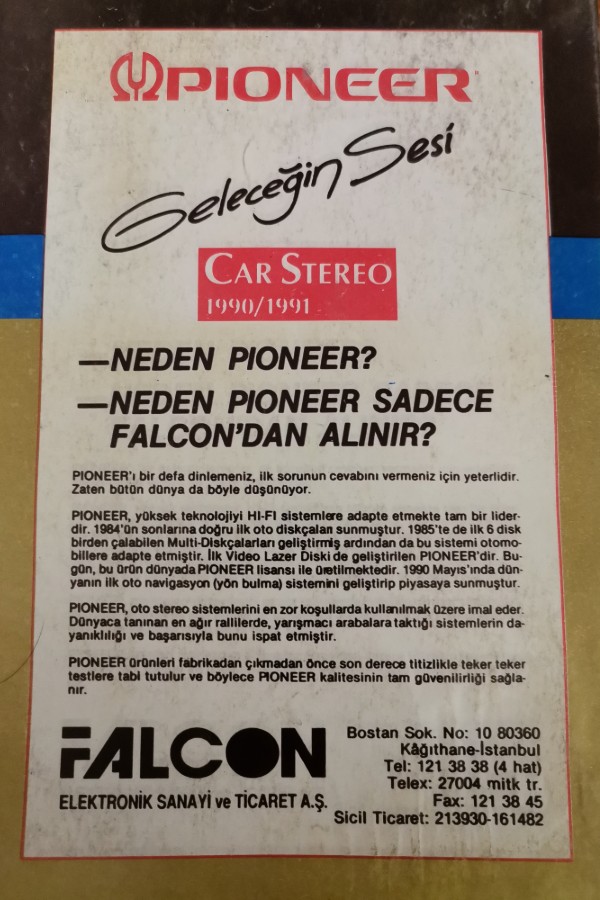 PIONEER
Geleceğin Sesi
CAR STEREO
1990/1991
—NEDEN PIONEER?
—NEDEN PIONEER SADECE
FALCON'DAN ALINIR?
PIONEER'ı bir defa dinlemeniz, ilk sorunun cevabını vermeniz için yeterlidir.
Zaten bütün dünya da böyle düşünüyor.
PIONEER, yüksek teknolojiyi HI-FI sistemlere adapte etmekte tam bir lider-
dir. 1984'ün sonlarına doğru ilk oto diskçaları sunmuştur. 1985'te de ilk 6 disk
birden çalabilen Multi-Diskçalarları geliştirmiş ardından da bu sistemi otomo-
billere adapte etmiştir. İlk Video Lazer Diski de geliştirilen PIONEER'dir. Bu-
gün, bu ürün dünyada PIONEER lisansı ile üretilmektedir. 1990 Mayıs'ında dün-
yanın ilk oto navigasyon (yön bulma) sistemini geliştirip piyasaya sunmuştur.
PIONEER, oto stereo sistemlerini en zor koşullarda kullanılmak üzere imal eder.
Dünyaca tanınan en ağır rallilerde, yarışmacı arabalara taktığı sistemlerin da-
yanıklılığı ve başarısıyla bunu ispat etmiştir.
PIONEER ürünleri fabrikadan çıkmadan önce son derece titizlikle teker teker
testlere tabi tutulur ve böylece PIONEER kalitesinin tam güvenilirliği sağla-
nır.
FALCON
ELEKTRONİK SANAYİ ve TİCARET A.Ş.
Bostan Sok. No: 10 80360
Kâğıthane-İstanbul
Tel: 121 38 38 (4 hat)
Telex: 27004 mitk tr.
Fax: 121 38 45
Sicil Ticaret: 213930-161482